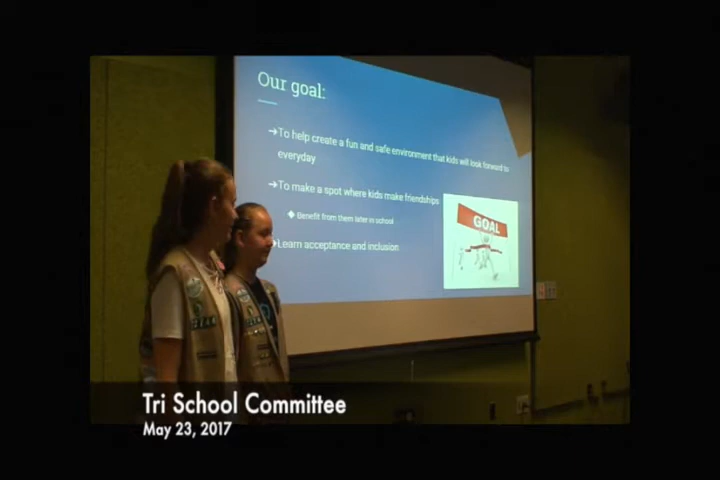 Our goal:
➔To help create a fun and safe environment that kids will look forward to
everyday
➔To make a spot where kids make friendships
◆ Benefit from them later in school
➔Learn acceptance and inclusion
GOAL
Tri School Committee
May 23, 2017